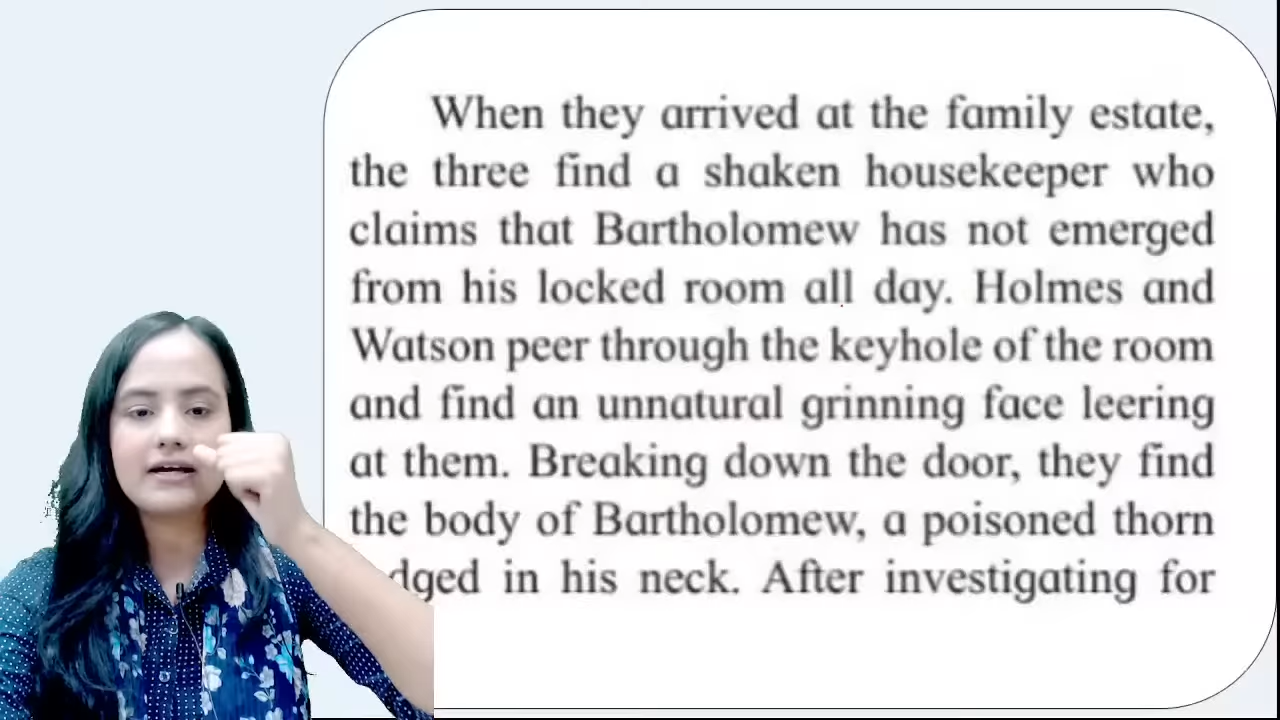 When they arrived at the family estate,
the three find a shaken housekeeper who
claims that Bartholomew has not emerged
from his locked room all day. Holmes and
Watson peer through the keyhole of the room
and find an unnatural grinning face leering
at them. Breaking down the door, they find
the body of Bartholomew, a poisoned thorn
in his neck. After investigating for